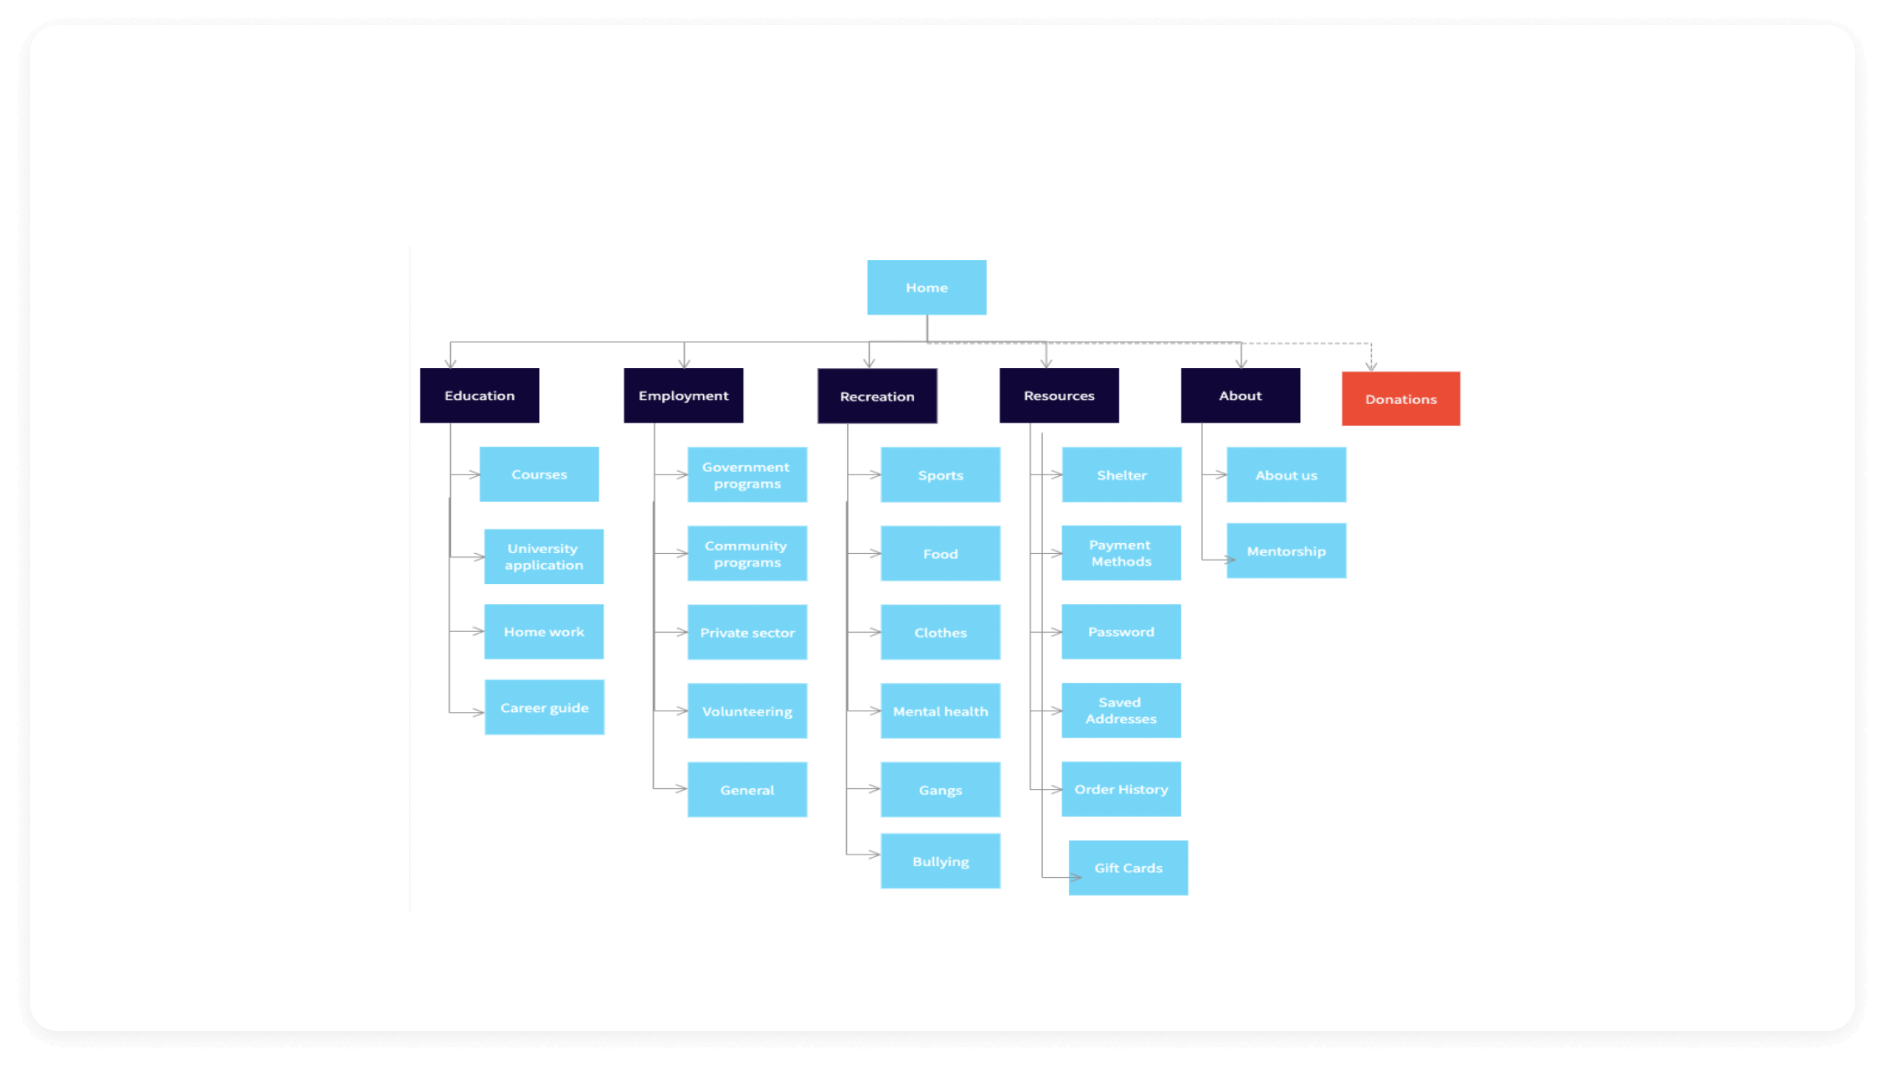 Home
Education
Employment
Recreation
Resources
About
Donations
Courses
University
application
Home work
Career guide
Government
programs
Community
programs
Private sector
Volunteering
General
Sports
Food
Clothes
Mental health
Gangs
Bullying
Shelter
Payment
Methods
Password
Saved
Addresses
Order History
Gift Cards
About us
Mentorship